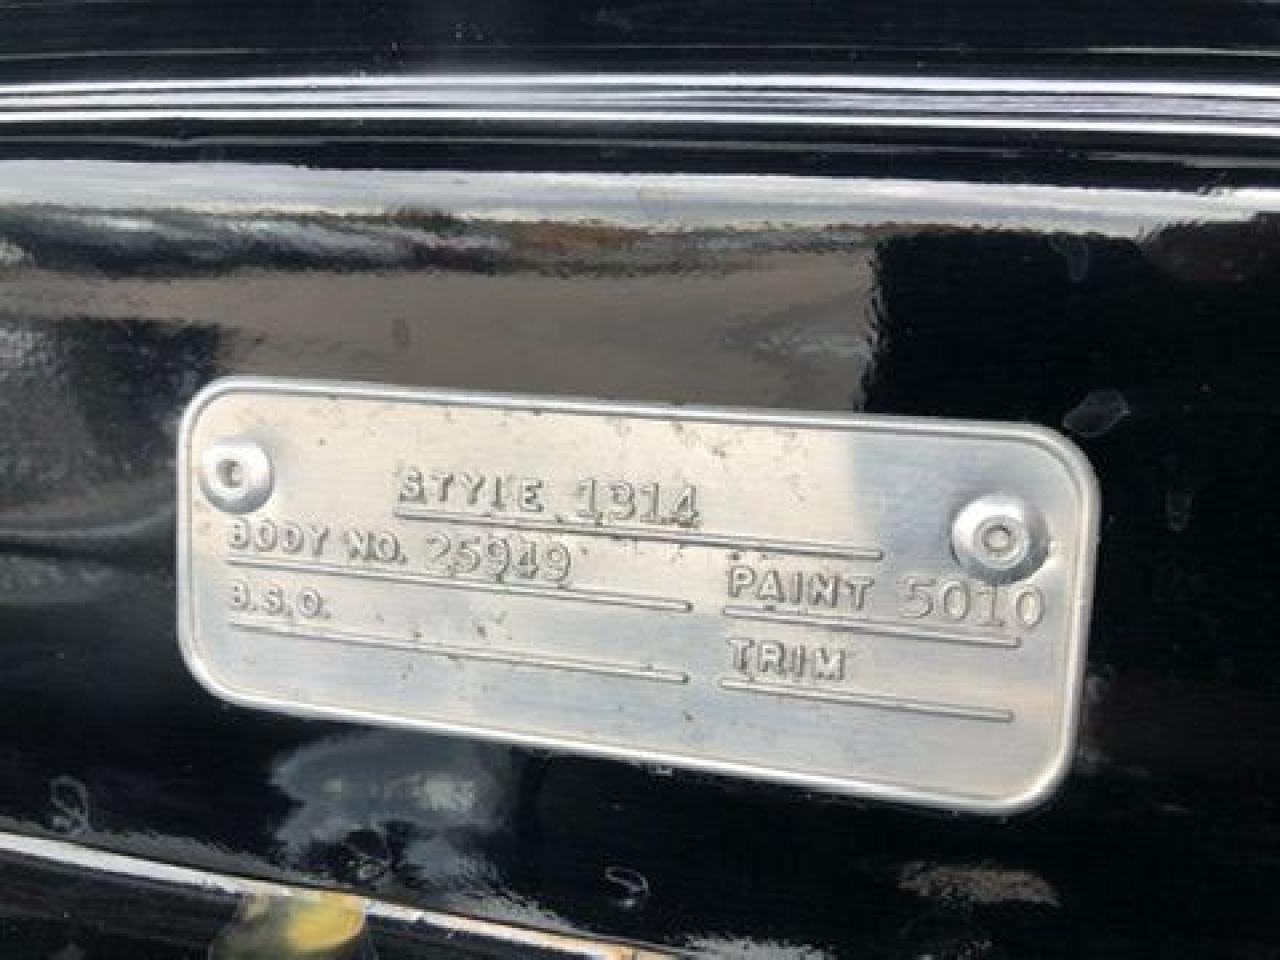 STYLE 1314
BODY NO. 25949
PAINT 5010
B.S.O.
TRIM